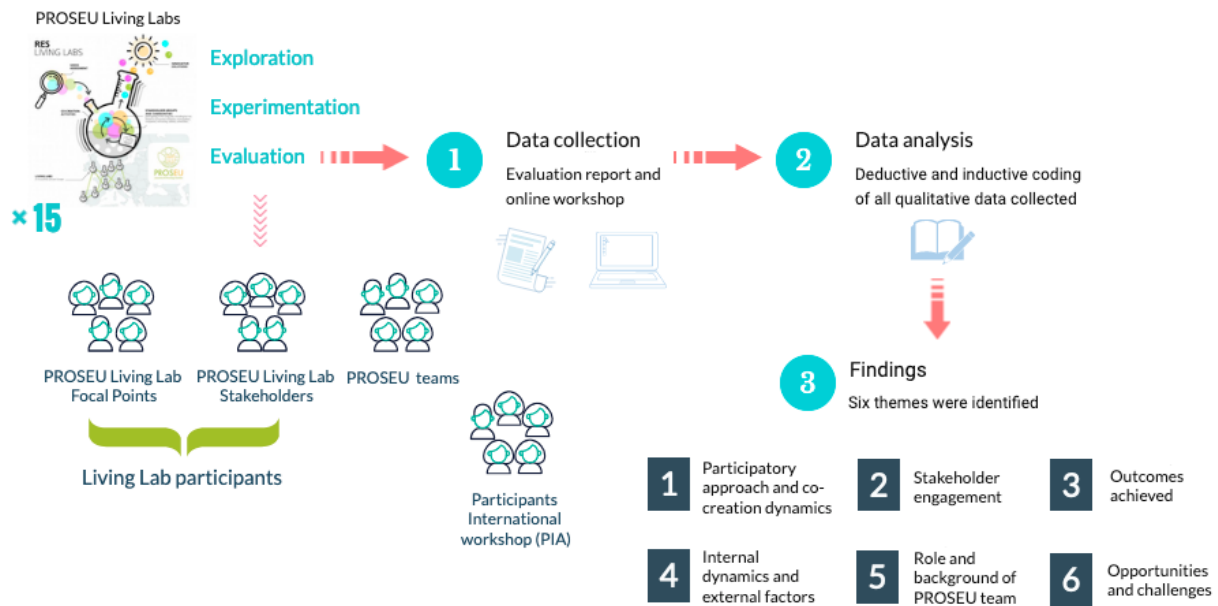 PROSEU Living Labs
RES
LIVING LABS
PROSEU
× 15
Exploration
Experimentation
Evaluation
1
Data collection
Evaluation report and
online workshop
2
Data analysis
Deductive and inductive coding
of all qualitative data collected
PROSEU Living Lab
Focal Points
PROSEU Living Lab
Stakeholders
PROSEU teams
Living Lab participants
Participants
International
workshop (PIA)
3
Findings
Six themes were identified
1
Participatory
approach and co-
creation dynamics
2
Stakeholder
engagement
3
Outcomes
achieved
4
Internal
dynamics and
external factors
5
Role and
background of
PROSEU team
6
Opportunities
and challenges